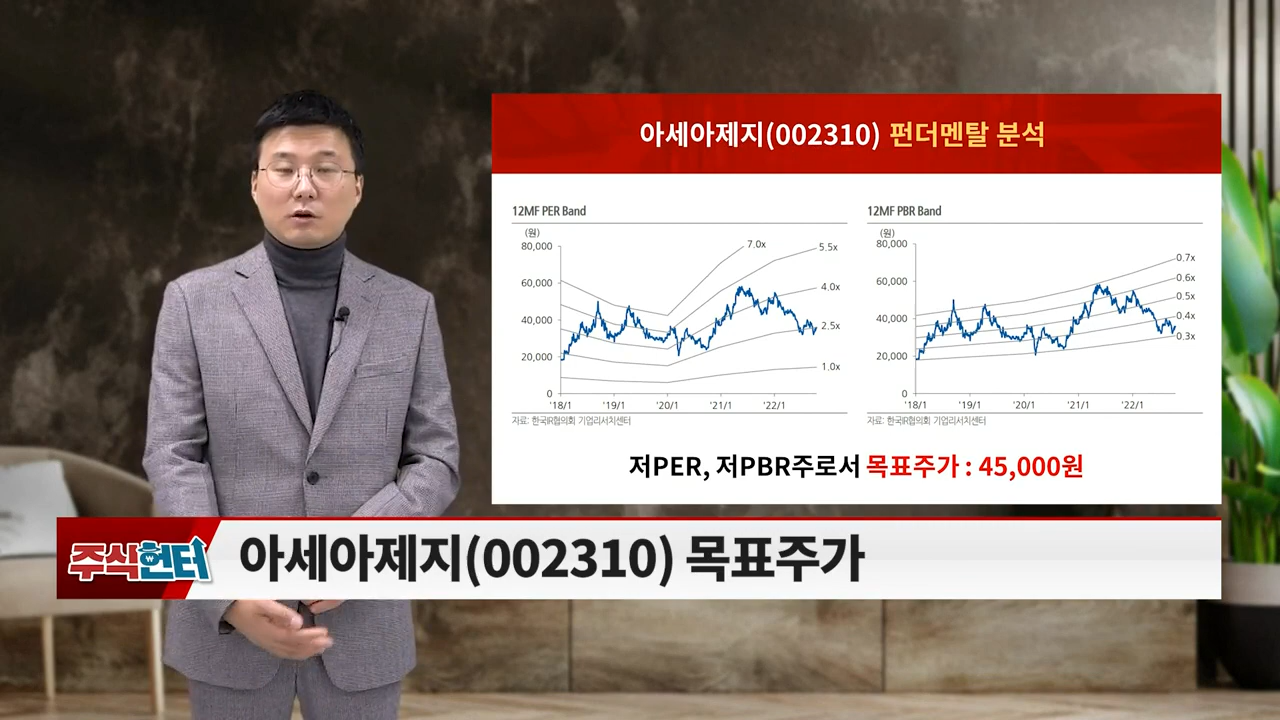 아세아제지(002310) 펀더멘탈 분석
12MF PER Band
(원)
80,000
60,000
40,000
20,000
0
7.0x
5.5x
4.0x
2.5x
1.0x
'18/1 '19/1 '20/1 '21/1 '22/1
자료: 한국IR협의회 기업리서치센터
12MF PBR Band
(원)
80,000
60,000
40,000
20,000
0
0.7x
0.6x
0.5x
0.4x
0.3x
'18/1 '19/1 '20/1 '21/1 '22/1
자료: 한국IR협의회 기업리서치센터
저PER, 저PBR주로서 목표주가 : 45,000원
주식헌터 아세아제지(002310) 목표주가